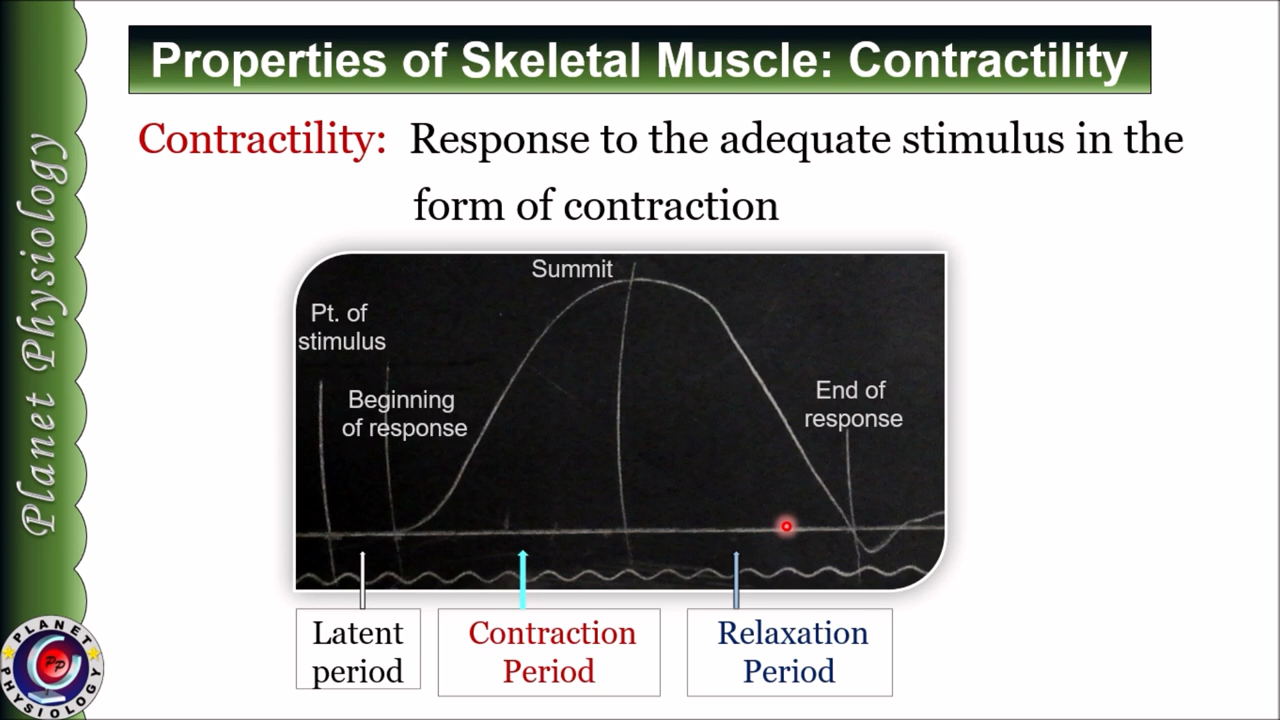 Properties of Skeletal Muscle: Contractility
Contractility: Response to the adequate stimulus in the
form of contraction
Summit
Pt. of
stimulus
Beginning
of response
End of
response
Latent
period
Contraction
Period
Relaxation
Period
Planet Physiology
PLANET
PP
PHYSIOLOGY